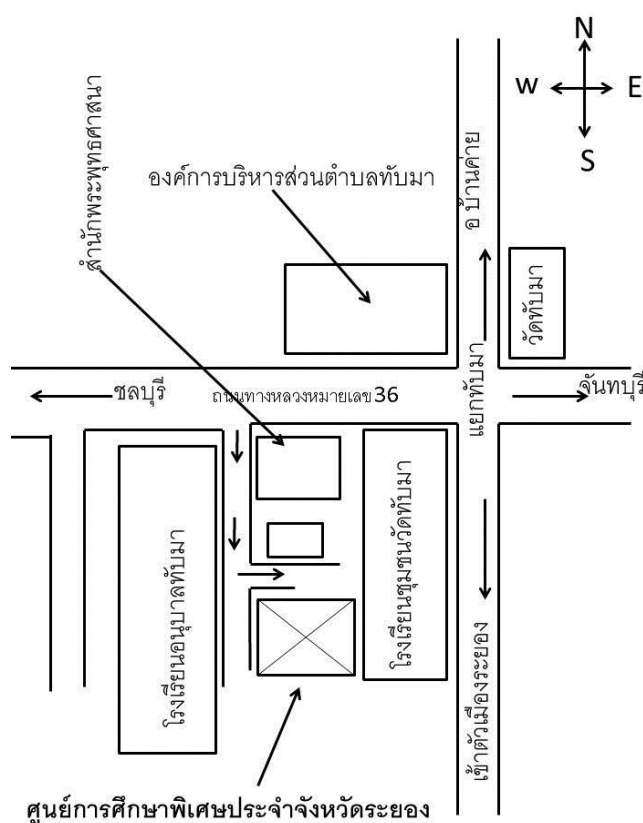 N
W E
S
สำนักพระพุทธศาสนา
องค์การบริหารส่วนตำบลทับมา
อ บ้านค่าย
วัดทับมา
แยกทับมา
ชลบุรี
ถนนทางหลวงหมายเลข 36
จันทบุรี
โรงเรียนอนุบาลทับมา
โรงเรียนชุมชนวัดทับมา
เข้าตัวเมืองระยอง
ศูนย์การศึกษาพิเศษประจำจังหวัดระยอง